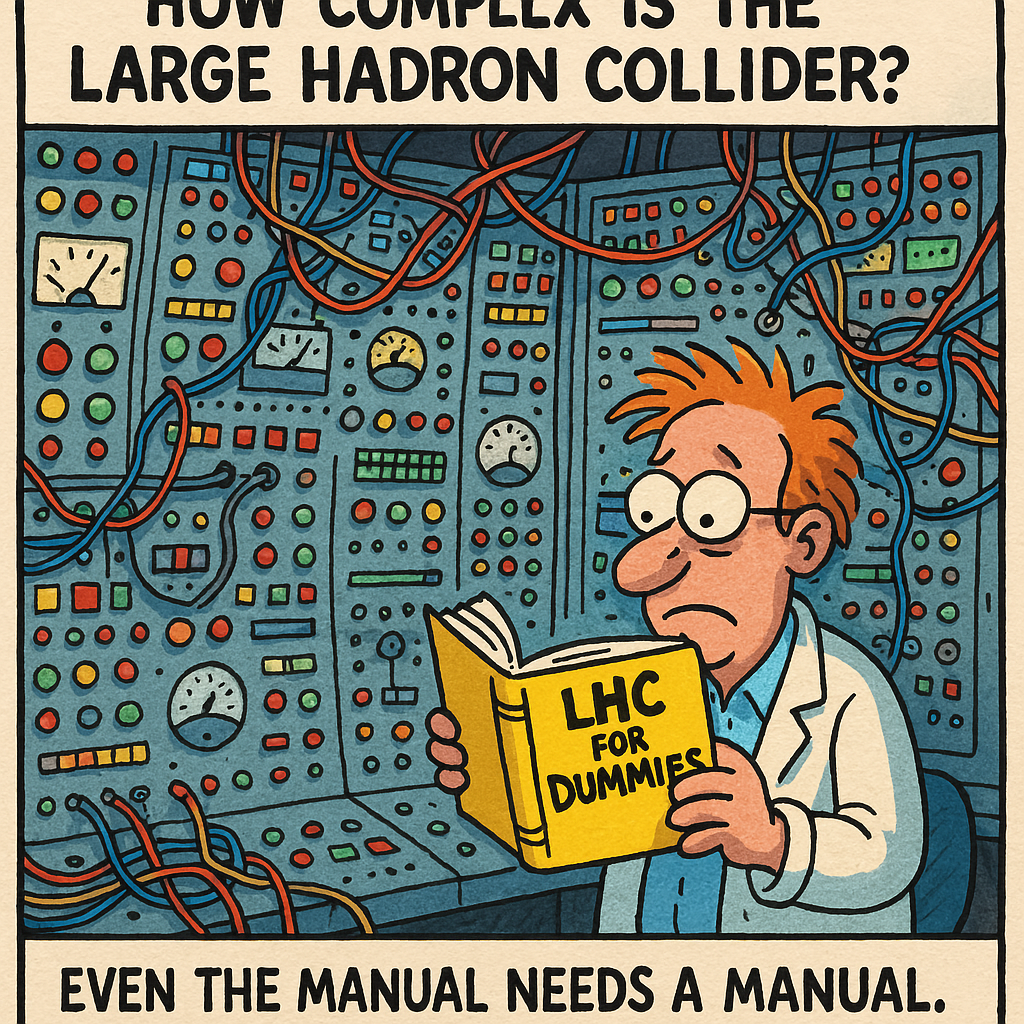 HOW COMPLEX IS THE
LARGE HADRON COLLIDER?
LHC
FOR
DUMMIES
EVEN THE MANUAL NEEDS A MANUAL.